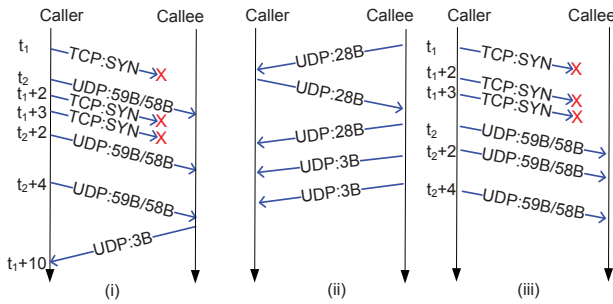 Caller
Callee
t1
TCP:SYN
X
t2
UDP:59B/58B
t1+2
TCP:SYN
X
t1+3
TCP:SYN
X
t2+2
UDP:59B/58B
t2+4
UDP:59B/58B
UDP:3B
t1+10
(i)
Caller
Callee
UDP:28B
UDP:28B
UDP:28B
UDP:3B
UDP:3B
(ii)
Caller
Callee
t1
TCP:SYN
X
t1+2
TCP:SYN
X
t1+3
TCP:SYN
X
t2
UDP:59B/58B
t2+2
UDP:59B/58B
t2+4
UDP:59B/58B
(iii)